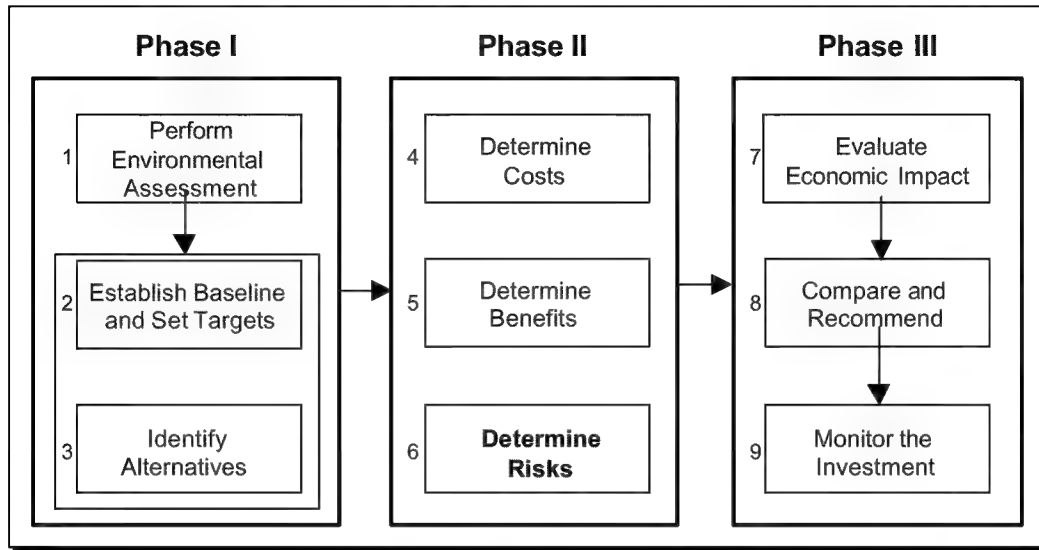 Phase I
1
Perform
Environmental
Assessment
2
Establish Baseline
and Set Targets
3
Identify
Alternatives
Phase II
4
Determine
Costs
5
Determine
Benefits
6
Determine
Risks
Phase III
7
Evaluate
Economic Impact
8
Compare and
Recommend
9
Monitor the
Investment